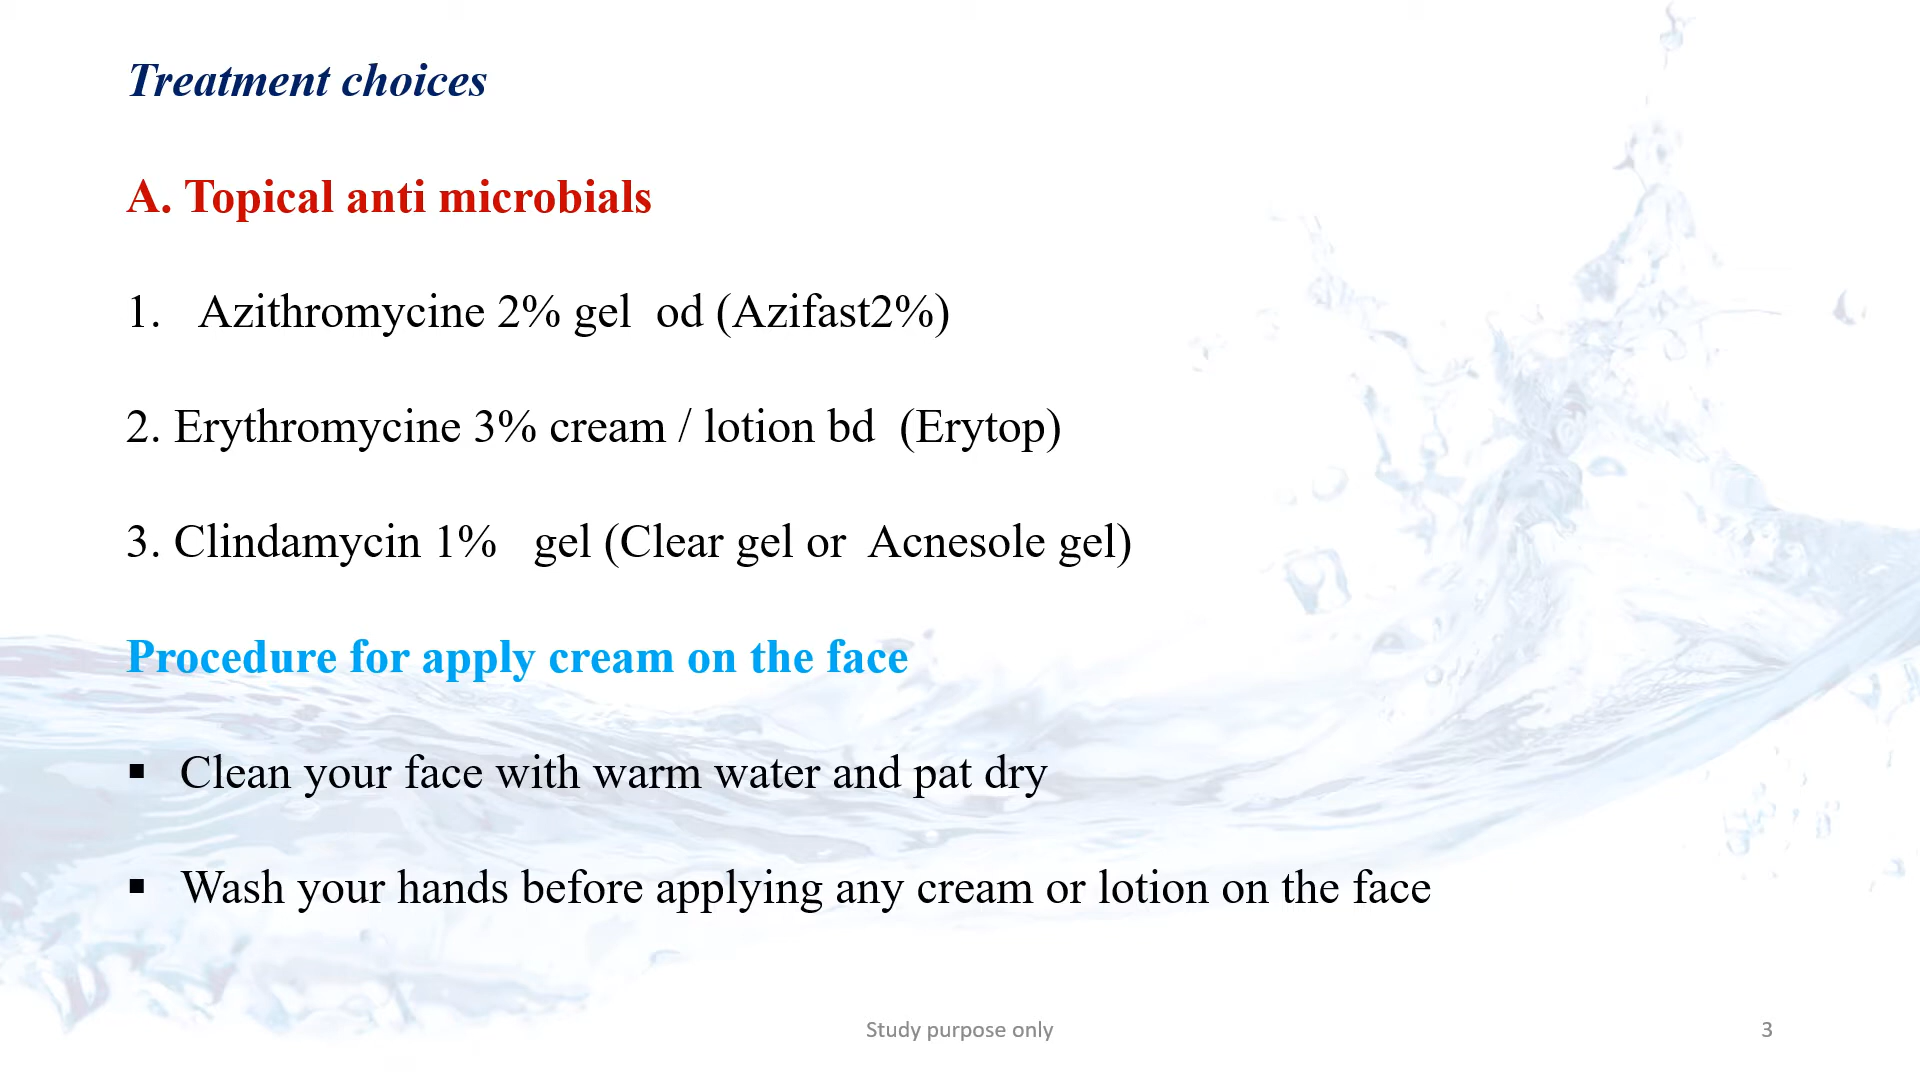 Treatment choices
A. Topical anti microbials
1. Azithromycine 2% gel od (Azifast2%)
2. Erythromycine 3% cream / lotion bd (Erytop)
3. Clindamycin 1% gel (Clear gel or Acnesole gel)
Procedure for apply cream on the face
▪ Clean your face with warm water and pat dry
▪ Wash your hands before applying any cream or lotion on the face
Study purpose only
3